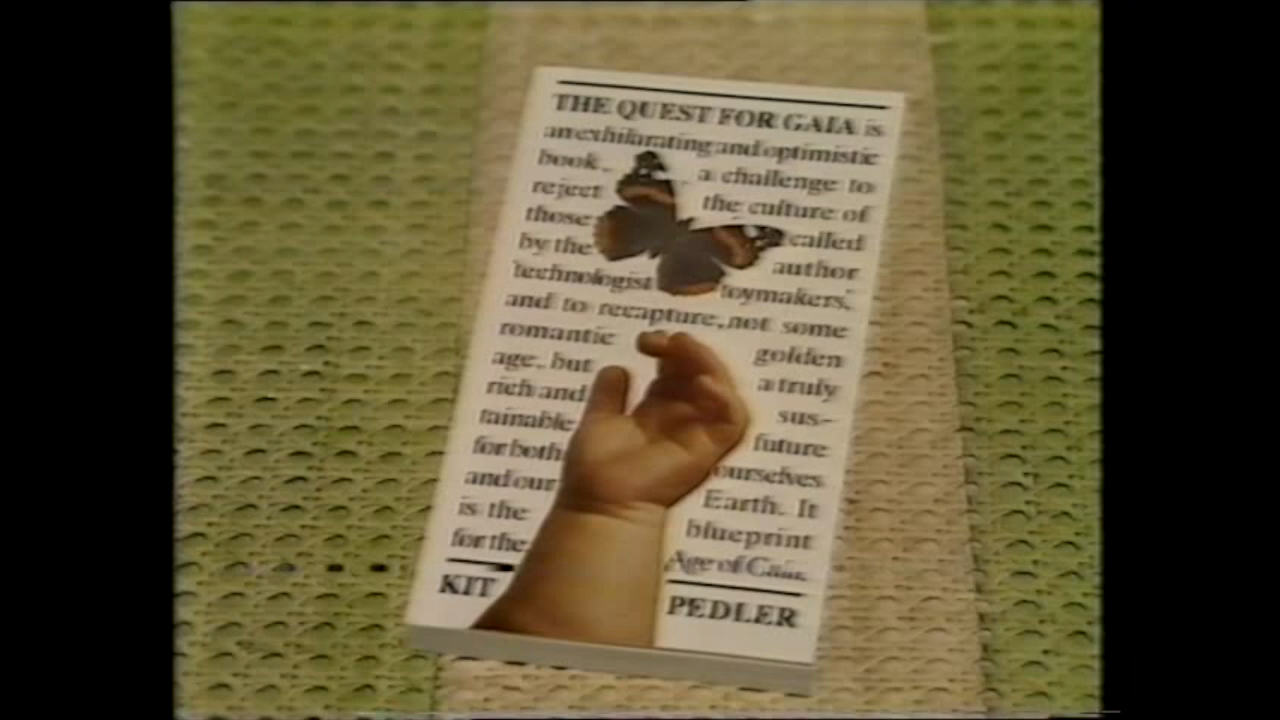 THE QUEST FOR GAIA is
an exhilarating and optimistic
book, a challenge to
reject the culture of
those called
by the author
'technologist toymakers,'
and to recapture, not some
romantic golden
age, but a truly
rich and sus-
tainable future
for both ourselves
and our Earth. It
is the blueprint
for the Age of Gaia.
KIT PEDLER